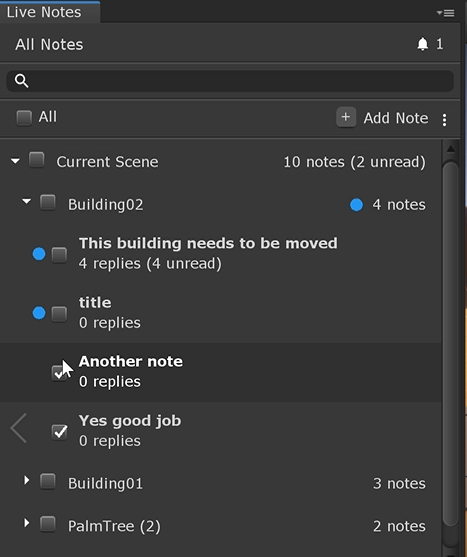 Live Notes
All Notes
1
All
+ Add Note
Current Scene 10 notes (2 unread)
Building02 4 notes
This building needs to be moved
4 replies (4 unread)
title
0 replies
Another note
0 replies
Yes good job
0 replies
Building01 3 notes
PalmTree (2) 2 notes